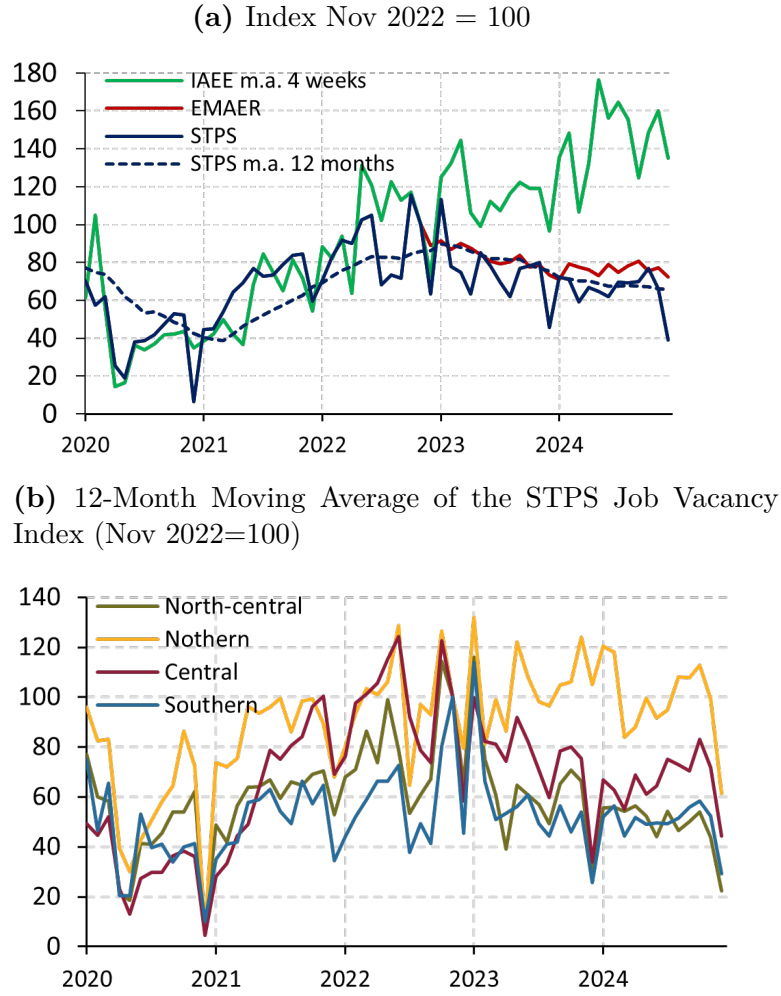 (a) Index Nov 2022 = 100
180
160
140
120
100
80
60
40
20
0
IAEE m.a. 4 weeks
EMAER
STPS
STPS m.a. 12 months
2020 2021 2022 2023 2024
(b) 12-Month Moving Average of the STPS Job Vacancy
Index (Nov 2022=100)
140
120
100
80
60
40
20
0
North-central
Nothern
Central
Southern
2020 2021 2022 2023 2024